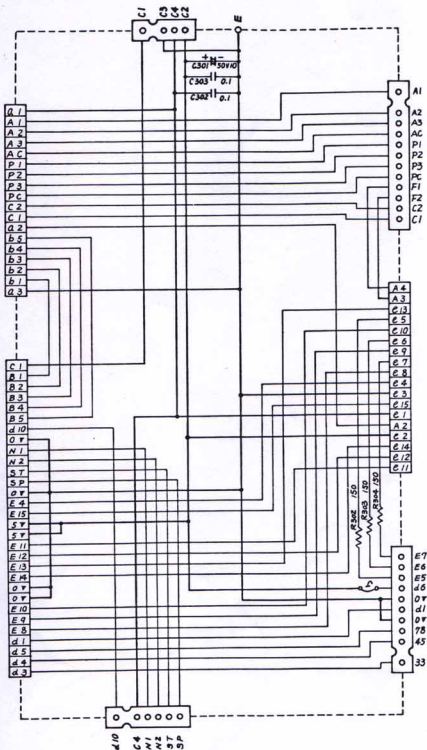 C1
C3
C4
C2
E
+ -
C301 50V10
C303 0.1
C302 0.1
a1
A1
A2
A3
AC
P1
P2
P3
PC
C2
C1
a2
b5
b4
b3
b2
b1
a3
A1
A2
A3
AC
P1
P2
P3
PC
F1
F2
C2
C1
A4
A3
e13
e5
e10
e6
e9
e7
e8
e4
e3
e15
e1
A2
e2
e14
e12
e11
C1
B1
B2
B3
B4
B5
d10
0v
N1
N2
ST
SP
0v
E4
E15
5v
5v
E11
E12
E13
E14
0v
0v
E10
E9
E8
d1
d5
d4
d3
R302 150
R303 150
R304 150
E7
E6
E5
d6
0v
d1
0v
78
45
33
d10
C4
N1
N2
ST
SP